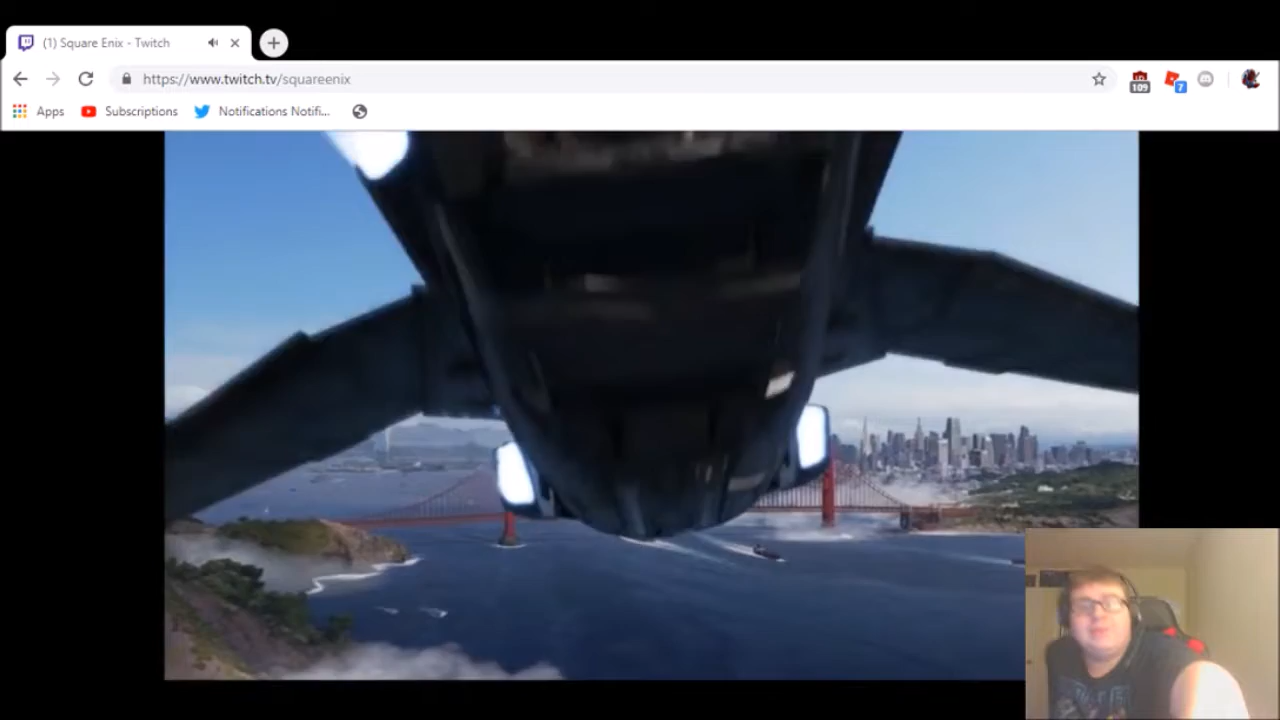 (1) Square Enix - Twitch
https://www.twitch.tv/squareenix
109
7
Apps Subscriptions Notifications Notifi...